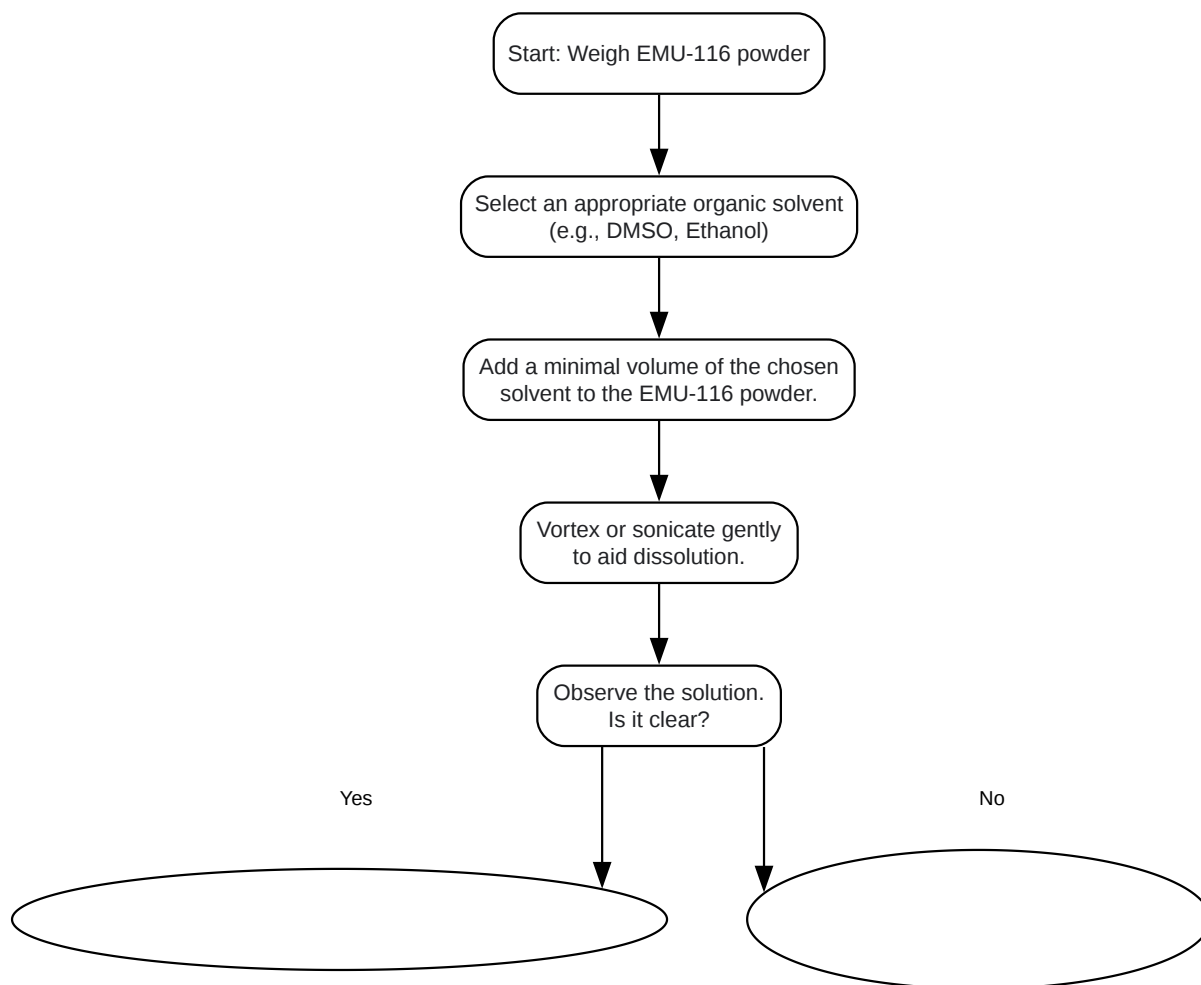 Start: Weigh EMU-116 powder
Select an appropriate organic solvent
(e.g., DMSO, Ethanol)
Add a minimal volume of the chosen
solvent to the EMU-116 powder.
Vortex or sonicate gently
to aid dissolution.
Observe the solution.
Is it clear?
Yes
No